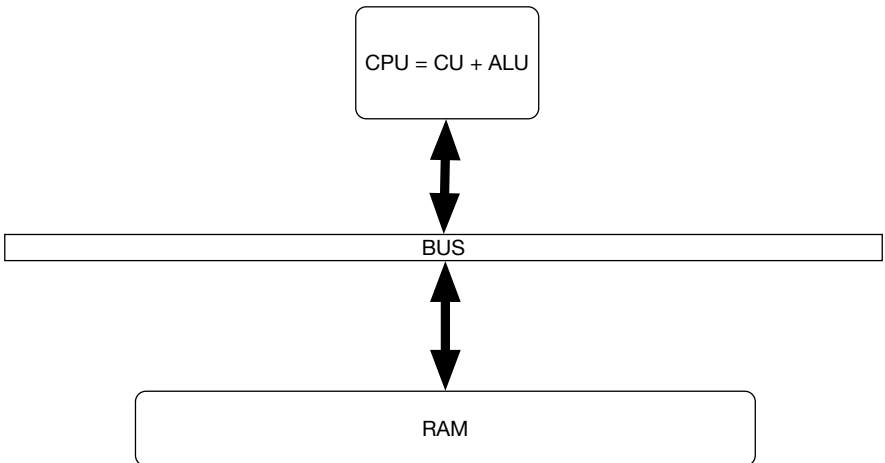 CPU = CU + ALU
BUS
RAM